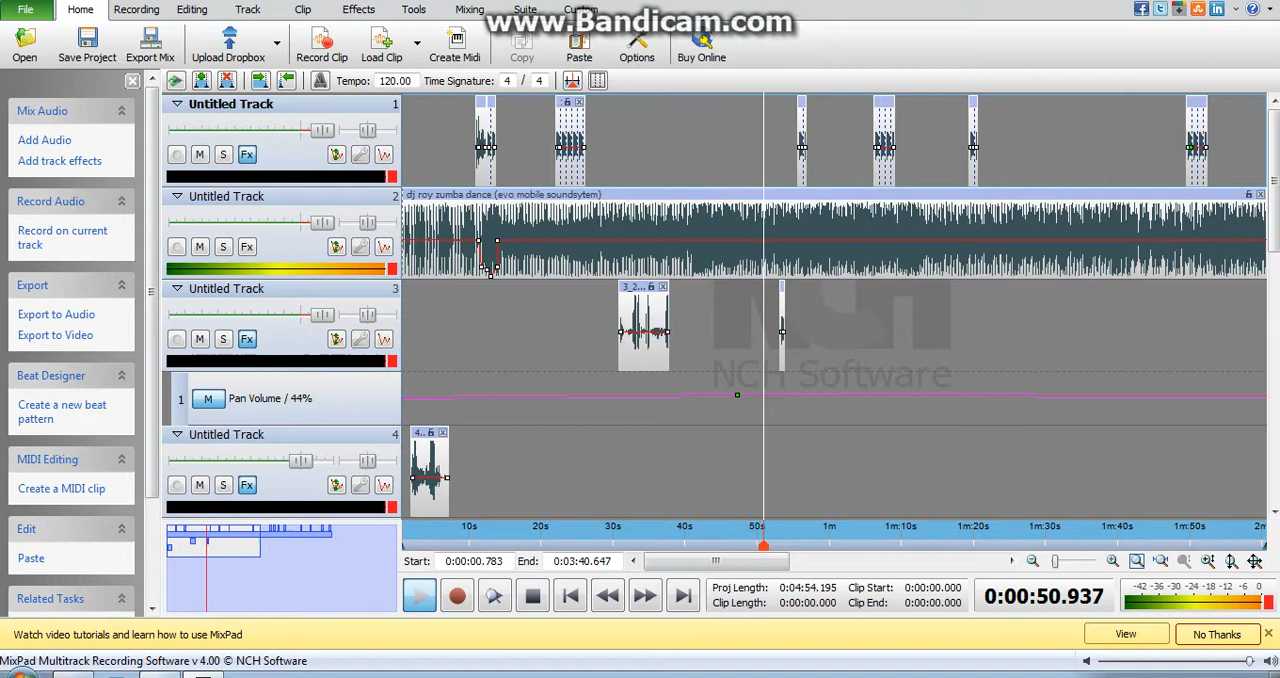 www.Bandicam.com
File Home Recording Editing Track Clip Effects Tools Mixing Suite Custom
Open Save Project Export Mix Upload Dropbox Record Clip Load Clip Create Midi Copy Paste Options Buy Online
Tempo: 120.00 Time Signature: 4 / 4
Mix Audio
Add Audio
Add track effects
Record Audio
Record on current
track
Export
Export to Audio
Export to Video
Beat Designer
Create a new beat
pattern
MIDI Editing
Create a MIDI clip
Edit
Paste
Related Tasks
Untitled Track 1
M S Fx
Untitled Track 2
dj roy zumba dance (evo mobile soundsytem)
M S Fx
Untitled Track 3
3_2...
M S Fx
NCH
NCH Software
1 M Pan Volume / 44%
Untitled Track 4
4..
M S Fx
10s 20s 30s 40s 50s 1m 1m:10s 1m:20s 1m:30s 1m:40s 1m:50s 2m
Start: 0:00:00.783 End: 0:03:40.647
Proj Length: 0:04:54.195 Clip Start: 0:00:00.000
Clip Length: 0:00:00.000 Clip End: 0:00:00.000
0:00:50.937
-42 -36 -30 -24 -18 -12 -6 0
Watch video tutorials and learn how to use MixPad View No Thanks
MixPad Multitrack Recording Software v 4.00 © NCH Software